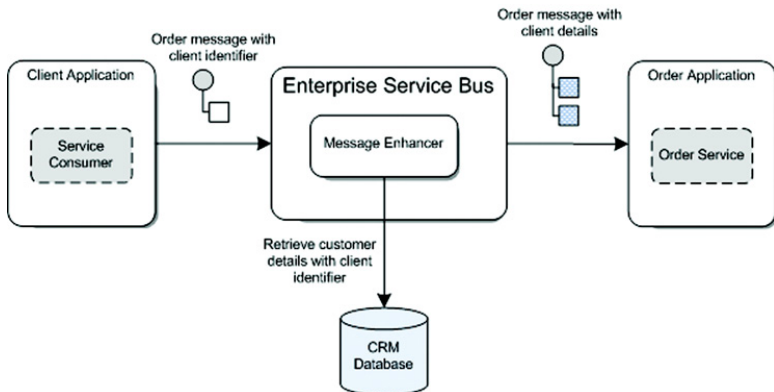 Order message with
client identifier
Order message with
client details
Client Application
Enterprise Service Bus
Order Application
Service
Consumer
Message Enhancer
Order Service
Retrieve customer
details with client
identifier
CRM
Database